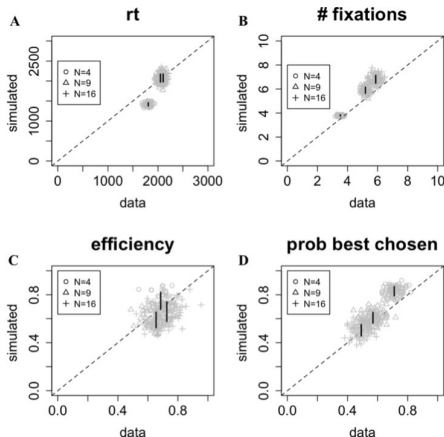 A
rt
simulated
0 1000 2500
N=4
N=9
N=16
0 1000 2000 3000
data
B
# fixations
simulated
0 2 4 6 8 10
N=4
N=9
N=16
0 2 4 6 8 10
data
C
efficiency
simulated
0.0 0.4 0.8
N=4
N=9
N=16
0.0 0.4 0.8
data
D
prob best chosen
simulated
0.0 0.4 0.8
N=4
N=9
N=16
0.0 0.4 0.8
data